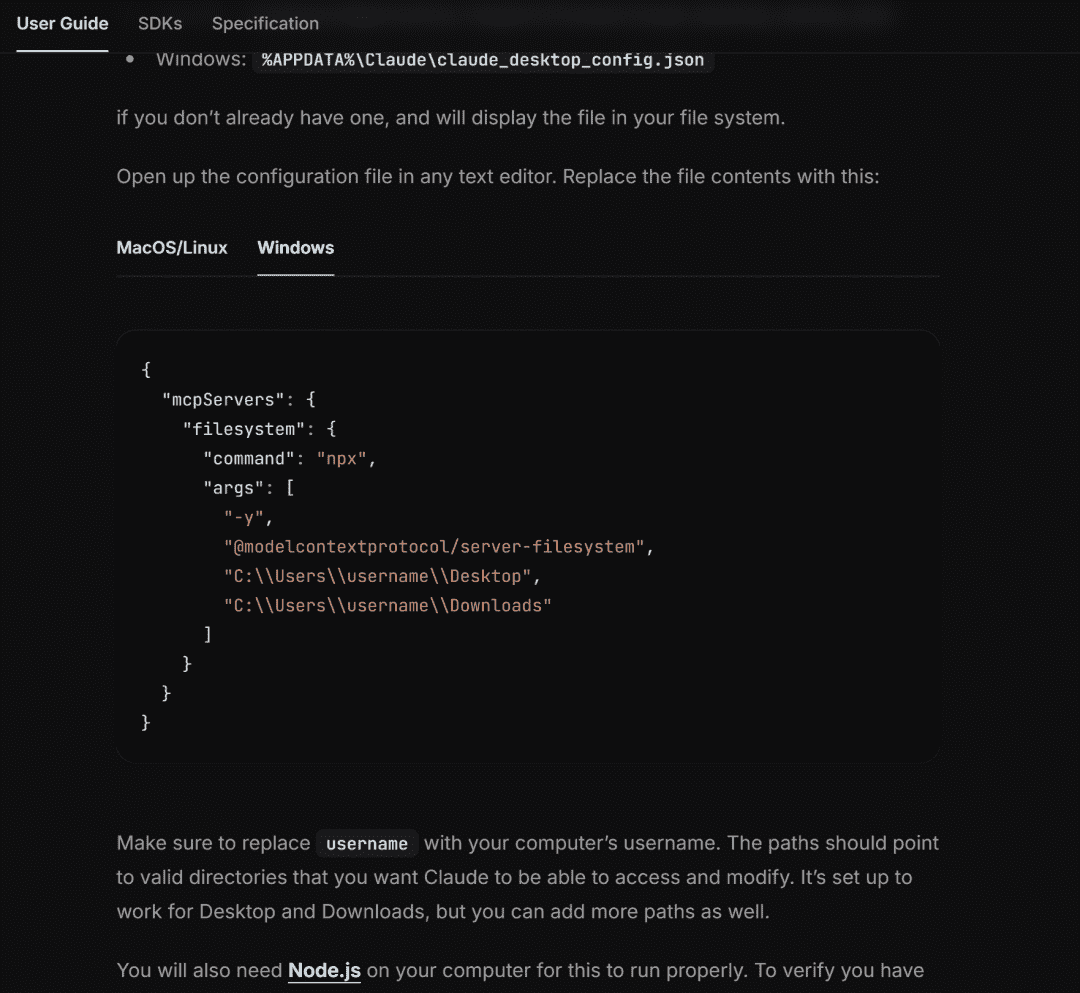 User Guide SDKs Specification
Windows: %APPDATA%\Claude\claude_desktop_config.json
if you don’t already have one, and will display the file in your file system.
Open up the configuration file in any text editor. Replace the file contents with this:
MacOS/Linux Windows
{
  "mcpServers": {
    "filesystem": {
      "command": "npx",
      "args": [
        "-y",
        "@modelcontextprotocol/server-filesystem",
        "C:\\Users\\username\\Desktop",
        "C:\\Users\\username\\Downloads"
      ]
    }
  }
}
Make sure to replace username with your computer’s username. The paths should point
to valid directories that you want Claude to be able to access and modify. It’s set up to
work for Desktop and Downloads, but you can add more paths as well.
You will also need Node.js on your computer for this to run properly. To verify you have